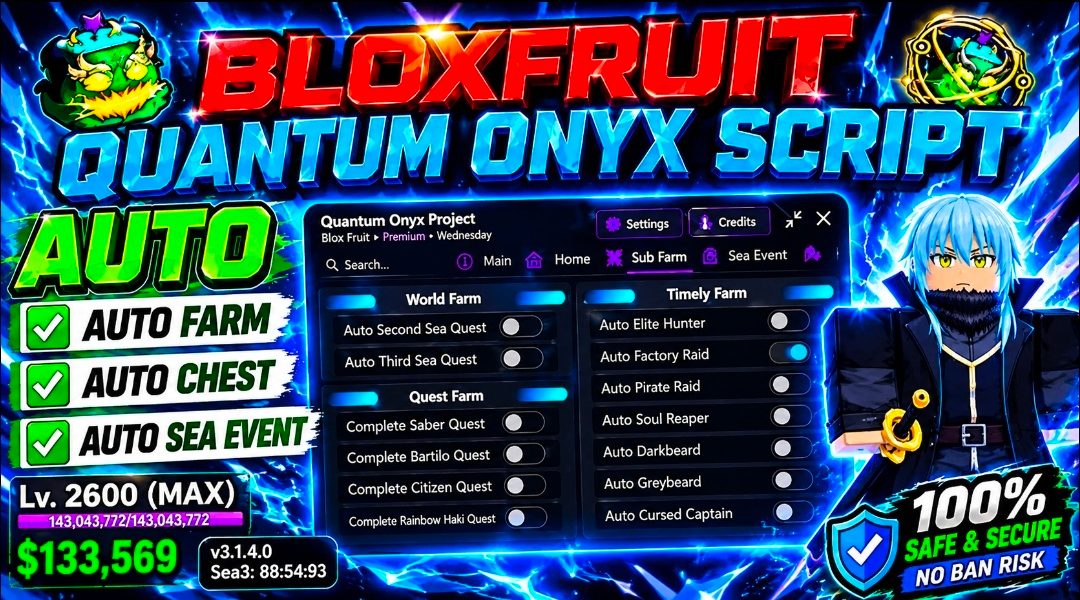 BLOXFRUIT
QUANTUM ONYX SCRIPT
AUTO
AUTO FARM
AUTO CHEST
AUTO SEA EVENT
Lv. 2600 (MAX)
143,043,772/143,043,772
$133,569
v3.1.4.0
Sea3: 88:54:93
Quantum Onyx Project
Blox Fruit ▸ Premium • Wednesday
Settings
Credits
Search...
Main
Home
Sub Farm
Sea Event
World Farm
Auto Second Sea Quest
Auto Third Sea Quest
Quest Farm
Complete Saber Quest
Complete Bartilo Quest
Complete Citizen Quest
Complete Rainbow Haki Quest
Timely Farm
Auto Elite Hunter
Auto Factory Raid
Auto Pirate Raid
Auto Soul Reaper
Auto Darkbeard
Auto Greybeard
Auto Cursed Captain
100%
SAFE & SECURE
NO BAN RISK